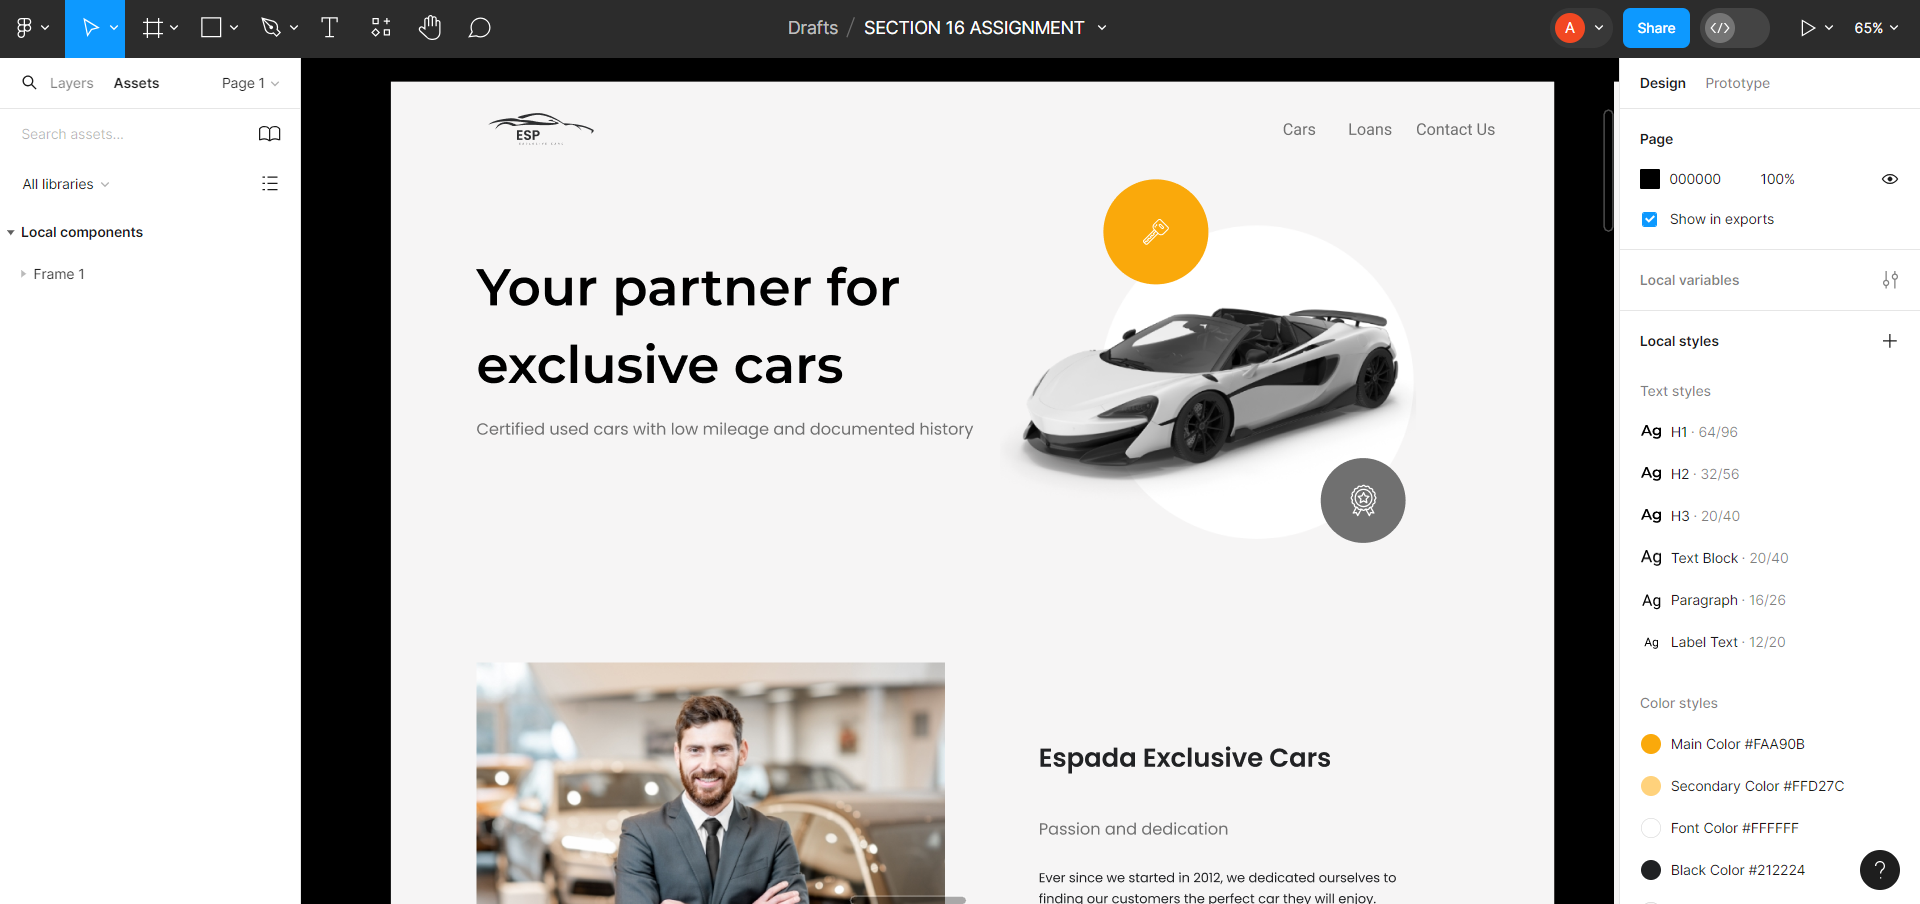 Drafts / SECTION 16 ASSIGNMENT
A
Share
65%
Layers
Assets
Page 1
Search assets...
All libraries
Local components
Frame 1
ESP
Cars
Loans
Contact Us
Your partner for
exclusive cars
Certified used cars with low mileage and documented history
Espada Exclusive Cars
Passion and dedication
Ever since we started in 2012, we dedicated ourselves to
finding our customers the perfect car they will enjoy.
Design
Prototype
Page
000000
100%
Show in exports
Local variables
Local styles
Text styles
Ag H1 · 64/96
Ag H2 · 32/56
Ag H3 · 20/40
Ag Text Block · 20/40
Ag Paragraph · 16/26
Ag Label Text · 12/20
Color styles
Main Color #FAA90B
Secondary Color #FFD27C
Font Color #FFFFFF
Black Color #212224
?